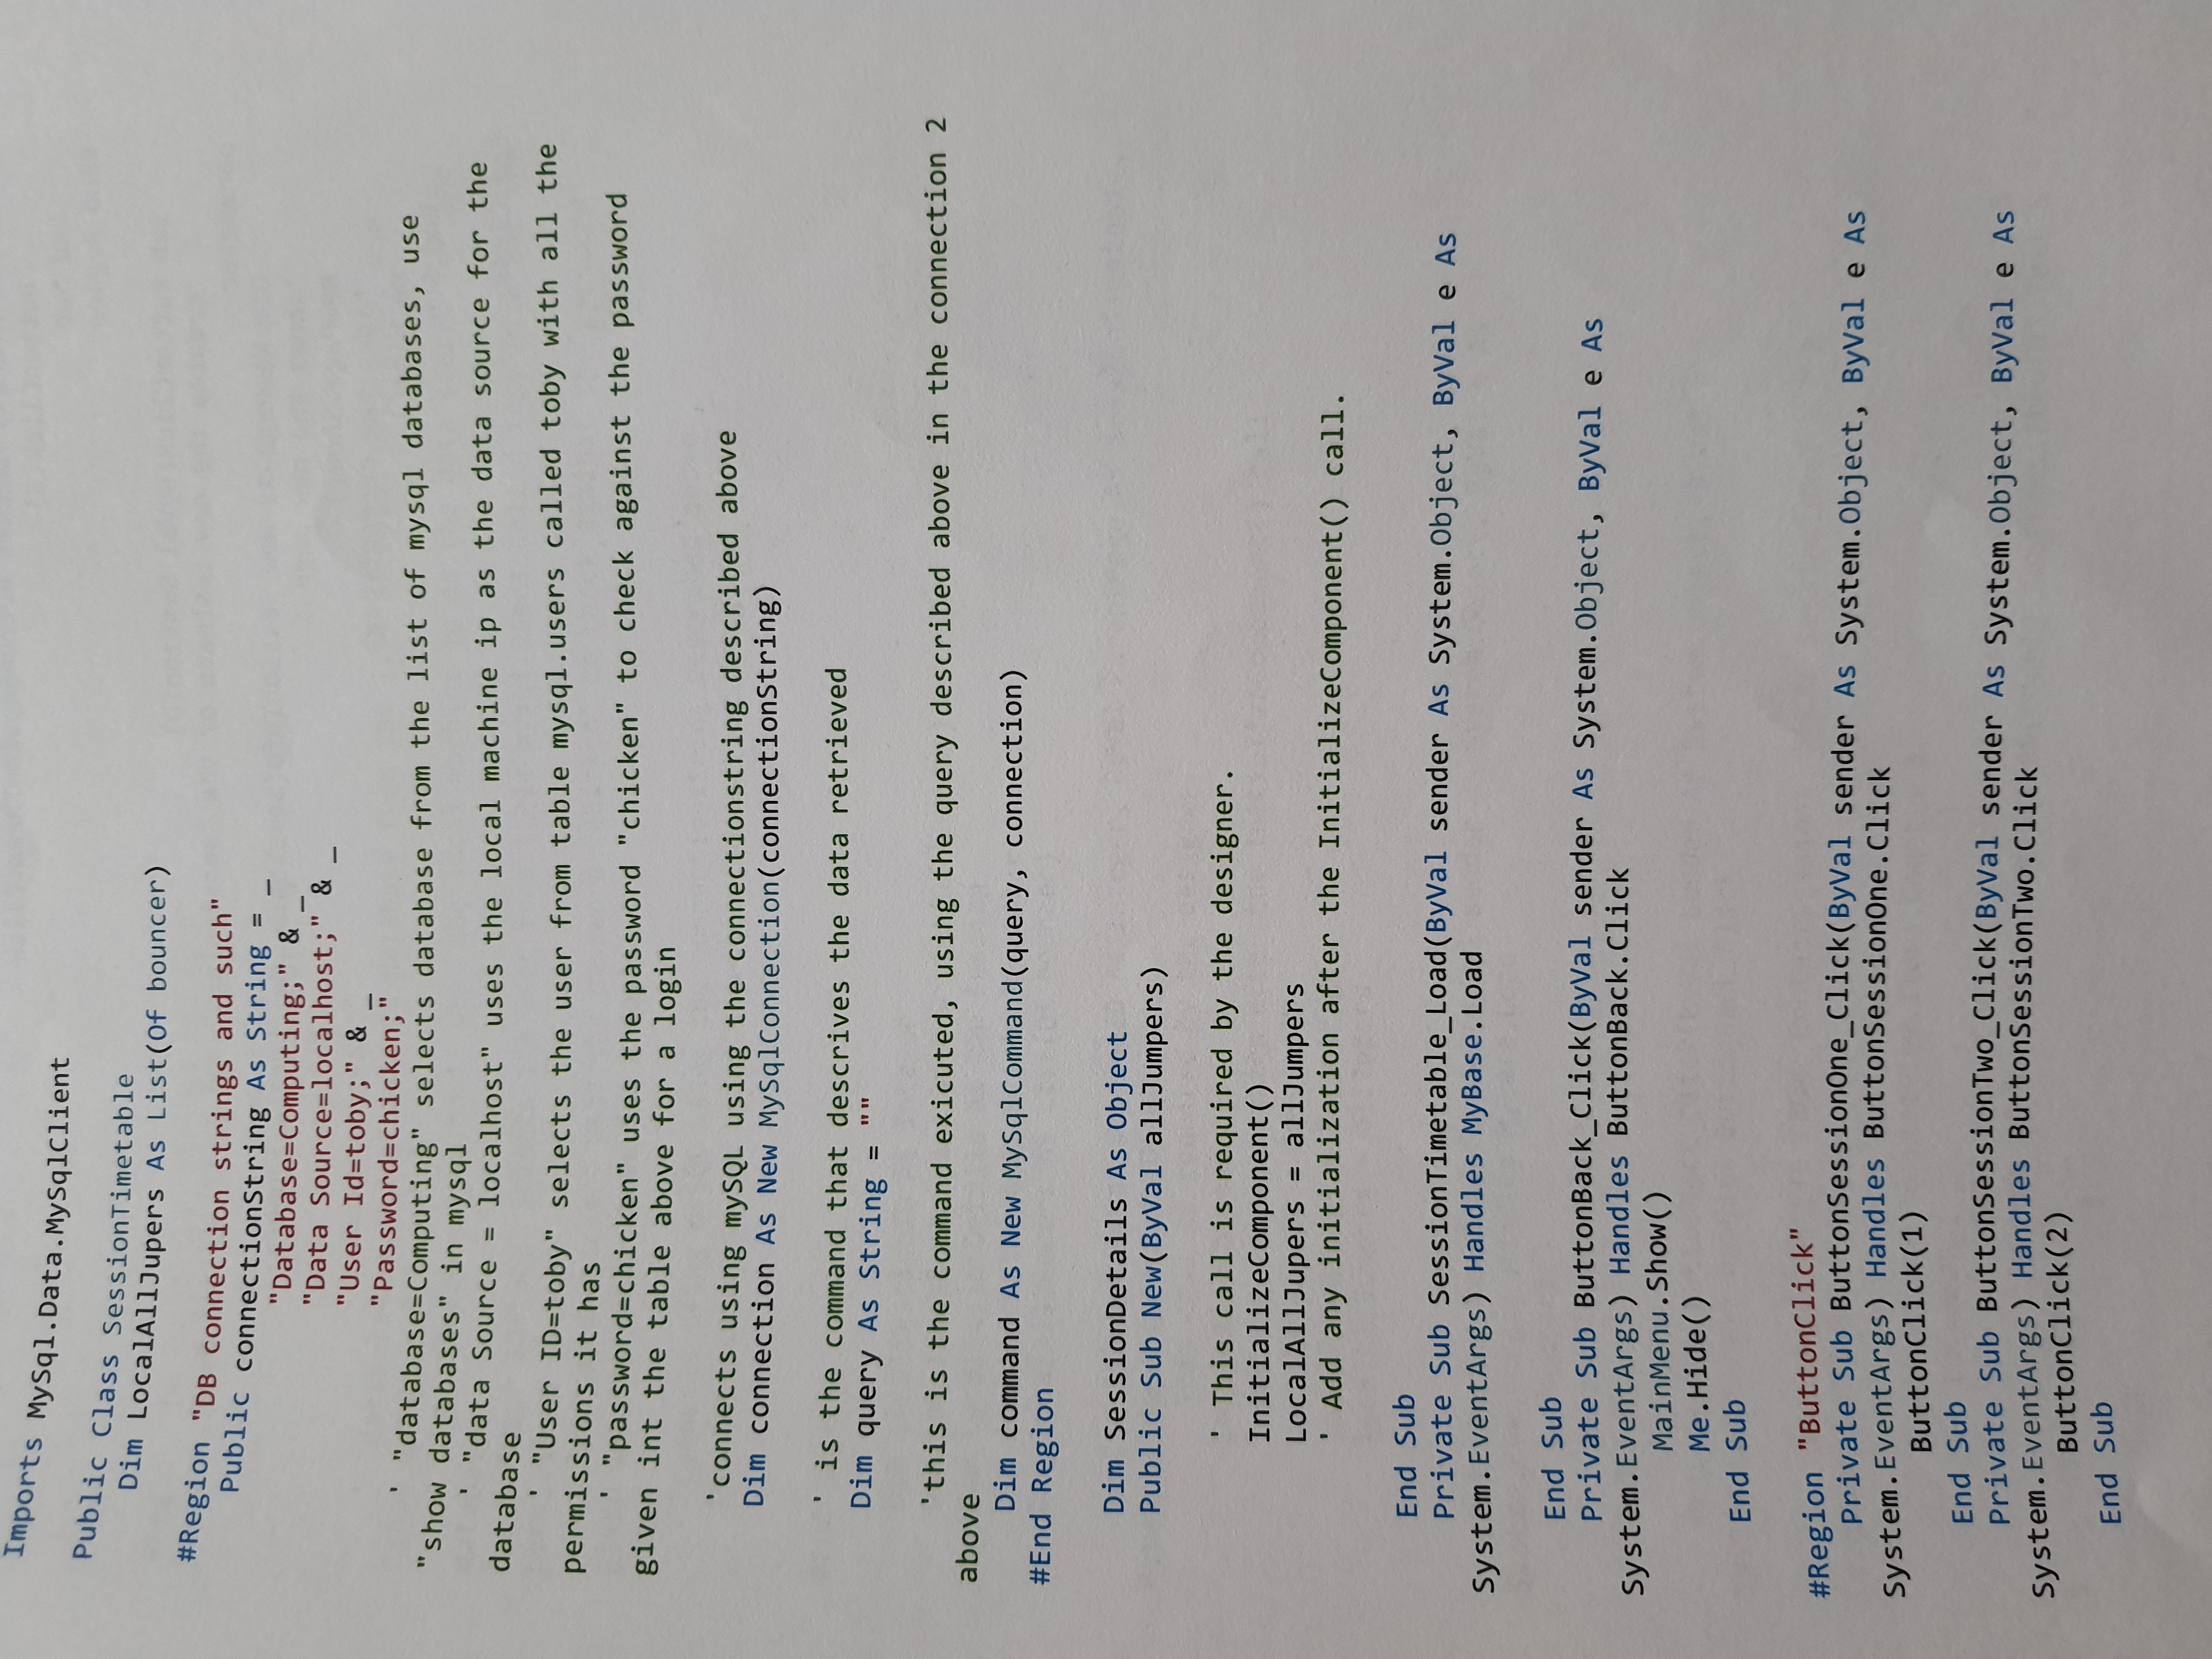 Imports MySql.Data.MySqlClient
Public Class SessionTimetable
Dim LocalAllJupers As List(Of bouncer)
#Region "DB connection strings and such"
Public connectionString As String = _
"Database=Computing;" & _
"Data Source=localhost;" & _
"User Id=toby;" & _
"Password=chicken;"
' "database=Computing" selects database from the list of mysql databases, use
"show databases" in mysql
' "data Source = localhost" uses the local machine ip as the data source for the
database
' "User ID=toby" selects the user from table mysql.users called toby with all the
permissions it has
' "password=chicken" uses the password "chicken" to check against the password
given int the table above for a login
'connects using mySQL using the connectionstring described above
Dim connection As New MySqlConnection(connectionString)
' is the command that descrives the data retrieved
Dim query As String = ""
'this is the command exicuted, using the query described above in the connection 2
above
Dim command As New MySqlCommand(query, connection)
#End Region
Dim SessionDetails As Object
Public Sub New(ByVal allJumpers)
' This call is required by the designer.
InitializeComponent()
LocalAllJupers = allJumpers
' Add any initialization after the InitializeComponent() call.
End Sub
Private Sub SessionTimetable_Load(ByVal sender As System.Object, ByVal e As
System.EventArgs) Handles MyBase.Load
End Sub
Private Sub ButtonBack_Click(ByVal sender As System.Object, ByVal e As
System.EventArgs) Handles ButtonBack.Click
MainMenu.Show()
Me.Hide()
End Sub
#Region "ButtonClick"
Private Sub ButtonSessionOne_Click(ByVal sender As System.Object, ByVal e As
System.EventArgs) Handles ButtonSessionOne.Click
ButtonClick(1)
End Sub
Private Sub ButtonSessionTwo_Click(ByVal sender As System.Object, ByVal e As
System.EventArgs) Handles ButtonSessionTwo.Click
ButtonClick(2)
End Sub